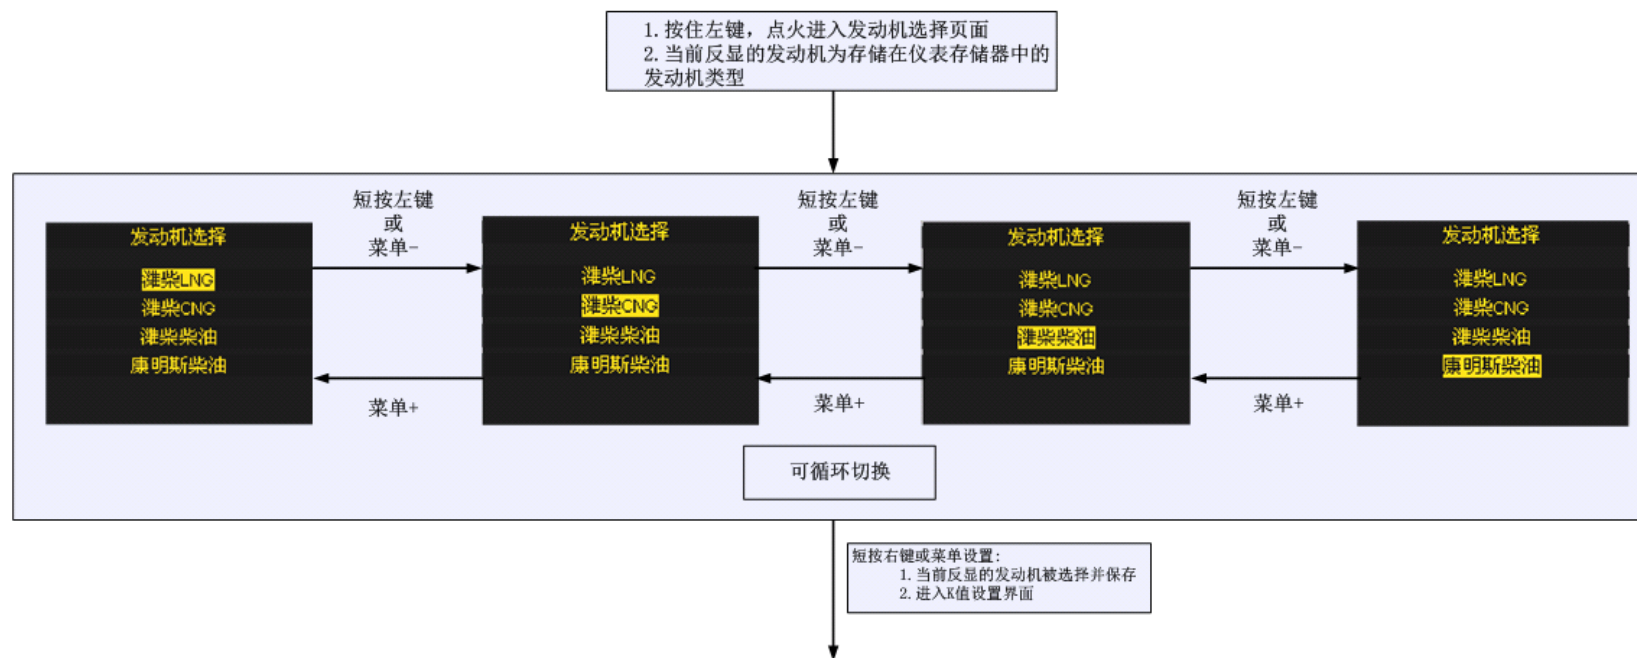 1.按住左键，点火进入发动机选择页面
2.当前反显的发动机为存储在仪表存储器中的
发动机类型
短按左键
或
菜单-
短按左键
或
菜单-
短按左键
或
菜单-
发动机选择
潍柴LNG
潍柴CNG
潍柴柴油
康明斯柴油
发动机选择
潍柴LNG
潍柴CNG
潍柴柴油
康明斯柴油
发动机选择
潍柴LNG
潍柴CNG
潍柴柴油
康明斯柴油
发动机选择
潍柴LNG
潍柴CNG
潍柴柴油
康明斯柴油
菜单+
菜单+
菜单+
可循环切换
短按右键或菜单设置:
1.当前反显的发动机被选择并保存
2.进入K值设置界面